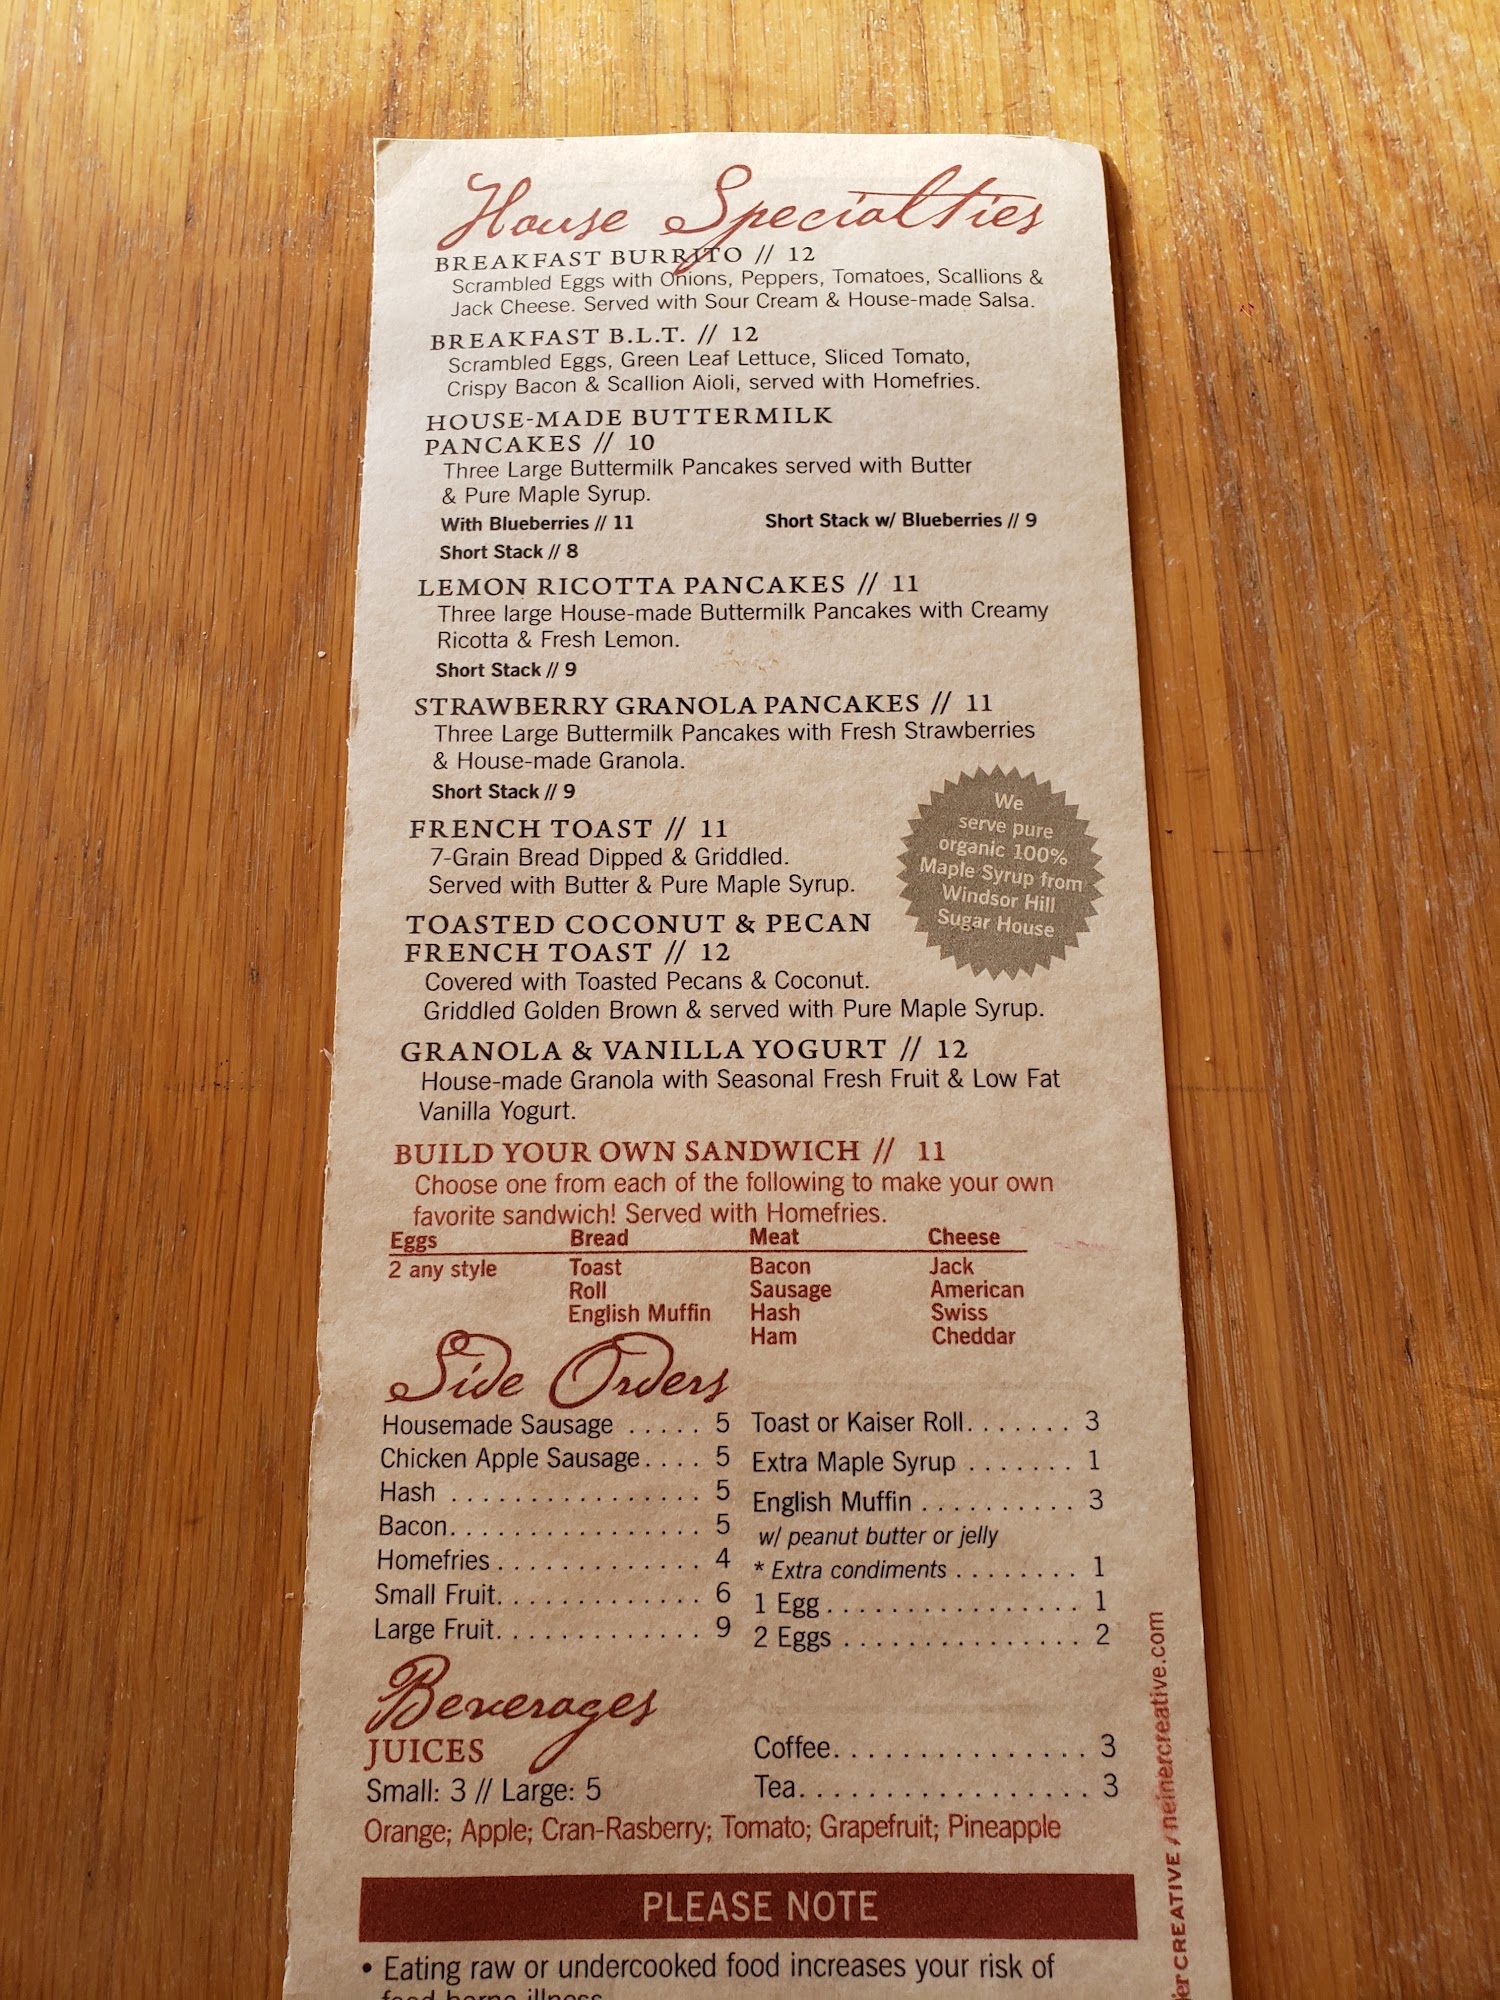 House Specialties
BREAKFAST BURRITO // 12
Scrambled Eggs with Onions, Peppers, Tomatoes, Scallions &
Jack Cheese. Served with Sour Cream & House-made Salsa.
BREAKFAST B.L.T. // 12
Scrambled Eggs, Green Leaf Lettuce, Sliced Tomato,
Crispy Bacon & Scallion Aioli, served with Homefries.
HOUSE-MADE BUTTERMILK
PANCAKES // 10
Three Large Buttermilk Pancakes served with Butter
& Pure Maple Syrup.
With Blueberries // 11 Short Stack w/ Blueberries // 9
Short Stack // 8
LEMON RICOTTA PANCAKES // 11
Three large House-made Buttermilk Pancakes with Creamy
Ricotta & Fresh Lemon.
Short Stack // 9
STRAWBERRY GRANOLA PANCAKES // 11
Three Large Buttermilk Pancakes with Fresh Strawberries
& House-made Granola.
Short Stack // 9
FRENCH TOAST // 11
7-Grain Bread Dipped & Griddled.
Served with Butter & Pure Maple Syrup.
We
serve pure
organic 100%
Maple Syrup from
Windsor Hill
Sugar House
TOASTED COCONUT & PECAN
FRENCH TOAST // 12
Covered with Toasted Pecans & Coconut.
Griddled Golden Brown & served with Pure Maple Syrup.
GRANOLA & VANILLA YOGURT // 12
House-made Granola with Seasonal Fresh Fruit & Low Fat
Vanilla Yogurt.
BUILD YOUR OWN SANDWICH // 11
Choose one from each of the following to make your own
favorite sandwich! Served with Homefries.
Eggs Bread Meat Cheese
2 any style Toast Bacon Jack
Roll Sausage American
English Muffin Hash Swiss
Ham Cheddar
Side Orders
Housemade Sausage ..... 5
Chicken Apple Sausage.... 5
Hash ................ 5
Bacon................. 5
Homefries............. 4
Small Fruit............. 6
Large Fruit............. 9
Toast or Kaiser Roll....... 3
Extra Maple Syrup ....... 1
English Muffin .......... 3
w/ peanut butter or jelly
* Extra condiments ........ 1
1 Egg................ 1
2 Eggs ............... 2
Beverages
JUICES
Small: 3 // Large: 5
Coffee............... 3
Tea................. 3
Orange; Apple; Cran-Rasberry; Tomato; Grapefruit; Pineapple
PLEASE NOTE
• Eating raw or undercooked food increases your risk of
food borne illness
CREATIVE / neinercreative.com